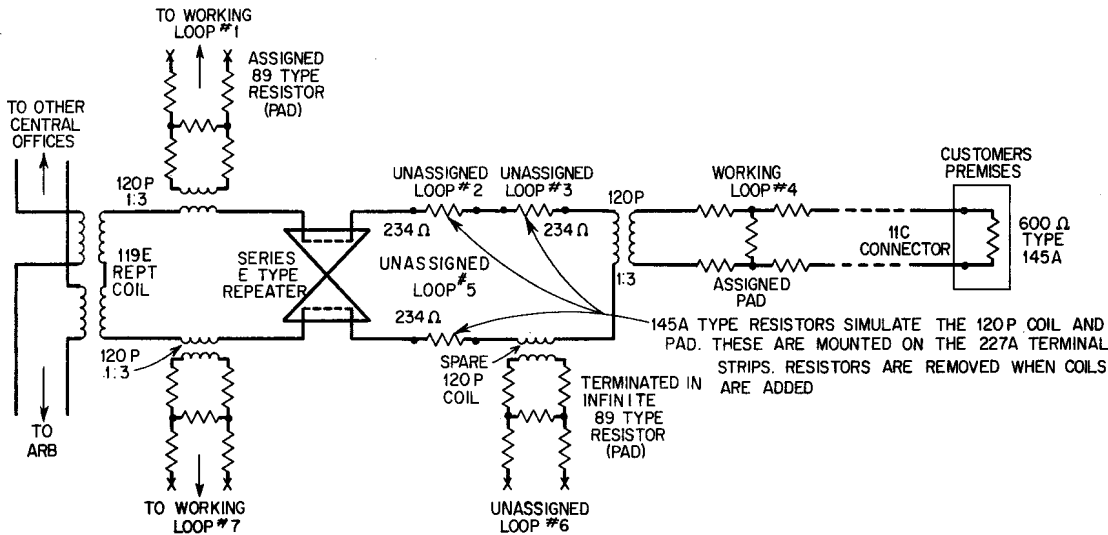 TO WORKING
LOOP #1
ASSIGNED
89 TYPE
RESISTOR
(PAD)
TO OTHER
CENTRAL
OFFICES
120P
1:3
UNASSIGNED
LOOP #2
UNASSIGNED
LOOP #3
120P
WORKING
LOOP #4
CUSTOMERS
PREMISES
119E
REPT
COIL
SERIES
E TYPE
REPEATER
234 Ω
234 Ω
UNASSIGNED
LOOP #5
234 Ω
1:3
11C
CONNECTOR
600 Ω
TYPE
145A
ASSIGNED
PAD
145A TYPE RESISTORS SIMULATE THE 120P COIL AND
PAD. THESE ARE MOUNTED ON THE 227A TERMINAL
STRIPS. RESISTORS ARE REMOVED WHEN COILS
ARE ADDED
120P
1:3
SPARE
120P
COIL
TERMINATED IN
INFINITE
89 TYPE
RESISTOR
(PAD)
TO
ARB
TO WORKING
LOOP #7
UNASSIGNED
LOOP #6